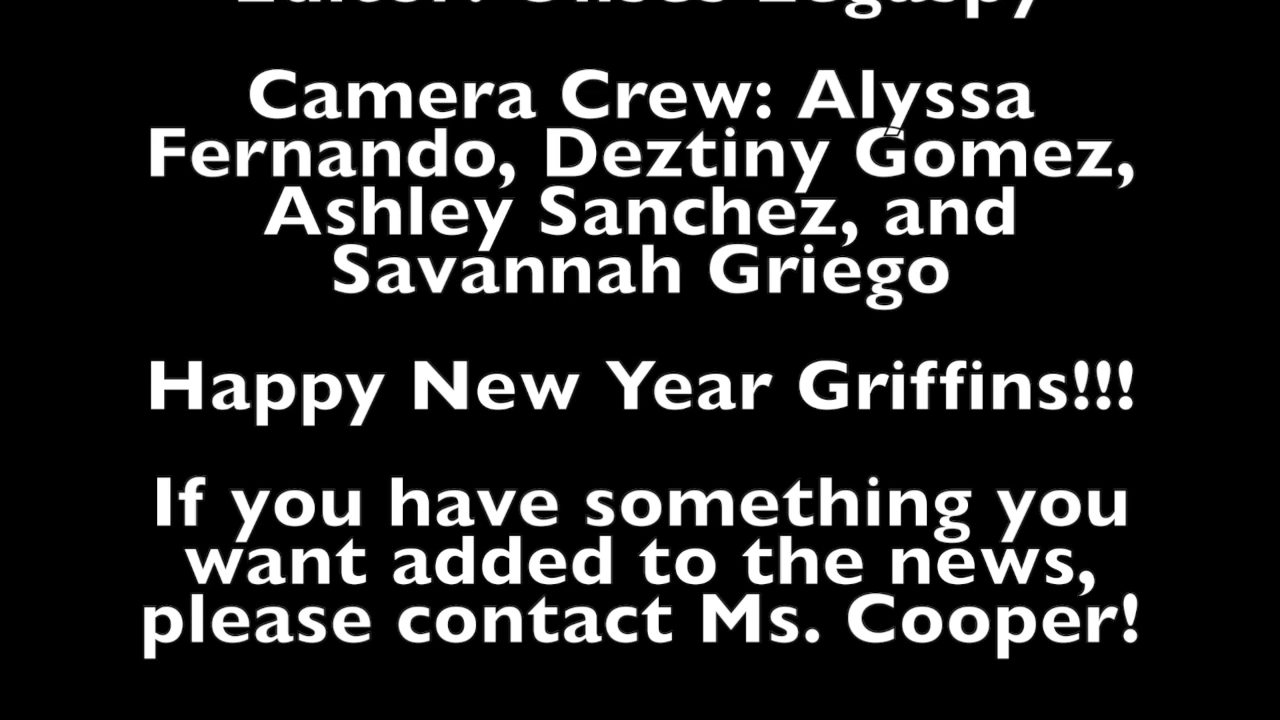 Camera Crew: Alyssa
Fernando, Deztiny Gomez,
Ashley Sanchez, and
Savannah Griego
Happy New Year Griffins!!!
If you have something you
want added to the news,
please contact Ms. Cooper!